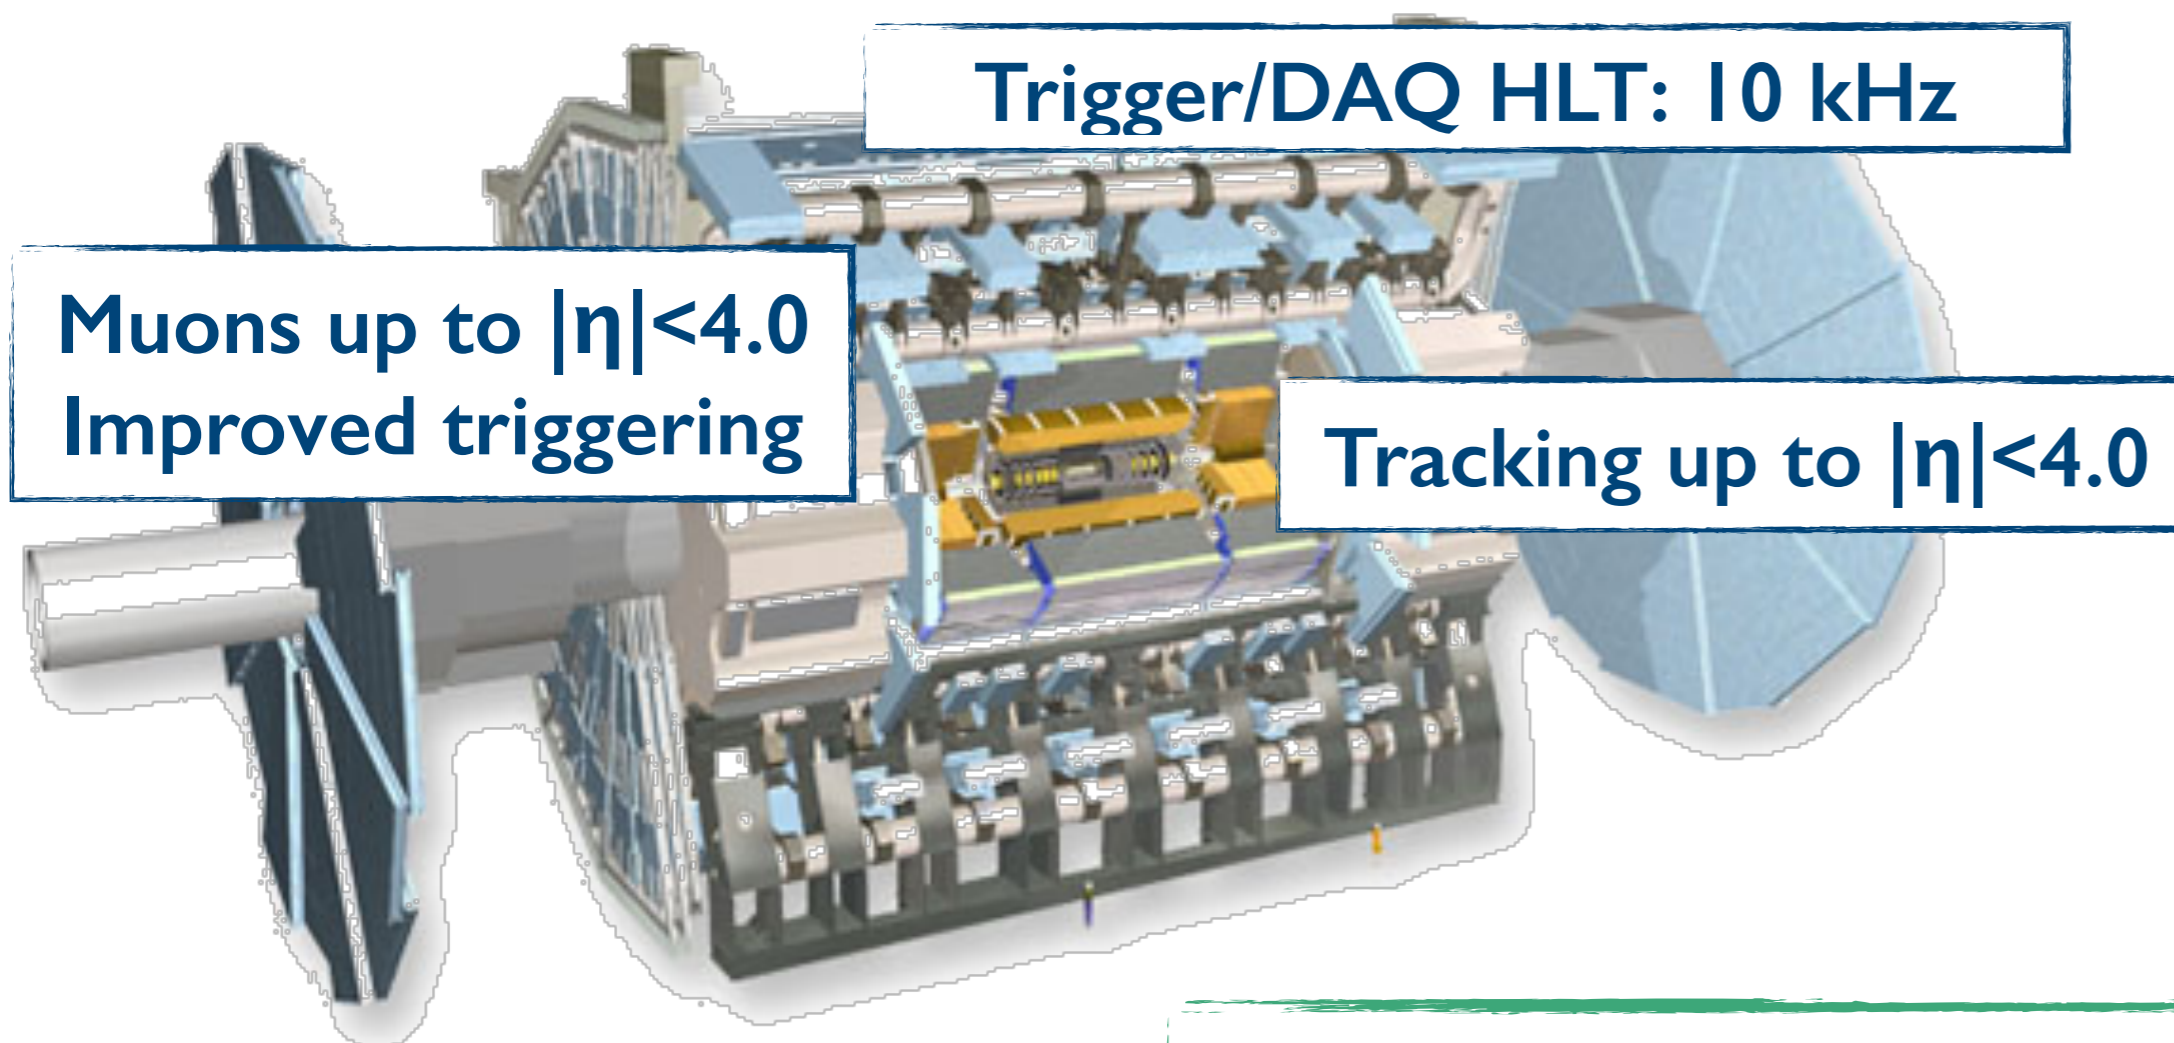 Trigger/DAQ HLT: 10 kHz
Muons up to |η|<4.0
Improved triggering
Tracking up to |η|<4.0